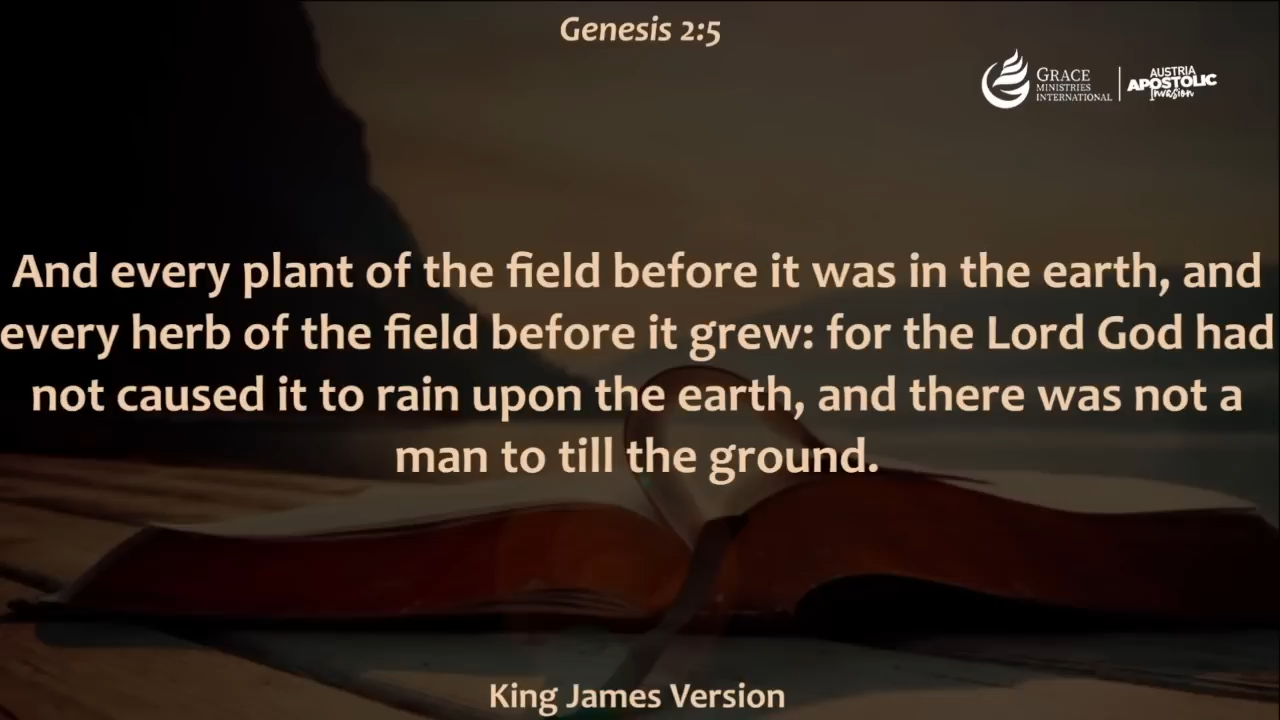 Genesis 2:5
GRACE
MINISTRIES
INTERNATIONAL
AUSTRIA
APOSTOLIC
Invasion
And every plant of the field before it was in the earth, and
every herb of the field before it grew: for the Lord God had
not caused it to rain upon the earth, and there was not a
man to till the ground.
King James Version